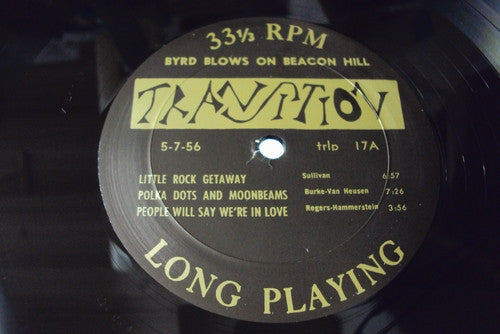 33⅓ RPM
BYRD BLOWS ON BEACON HILL
TRANSITION
5-7-56 trlp 17A
LITTLE ROCK GETAWAY Sullivan 6:57
POLKA DOTS AND MOONBEAMS Burke-Van Heusen 7:26
PEOPLE WILL SAY WE'RE IN LOVE Rogers-Hammerstein 3:56
LONG PLAYING